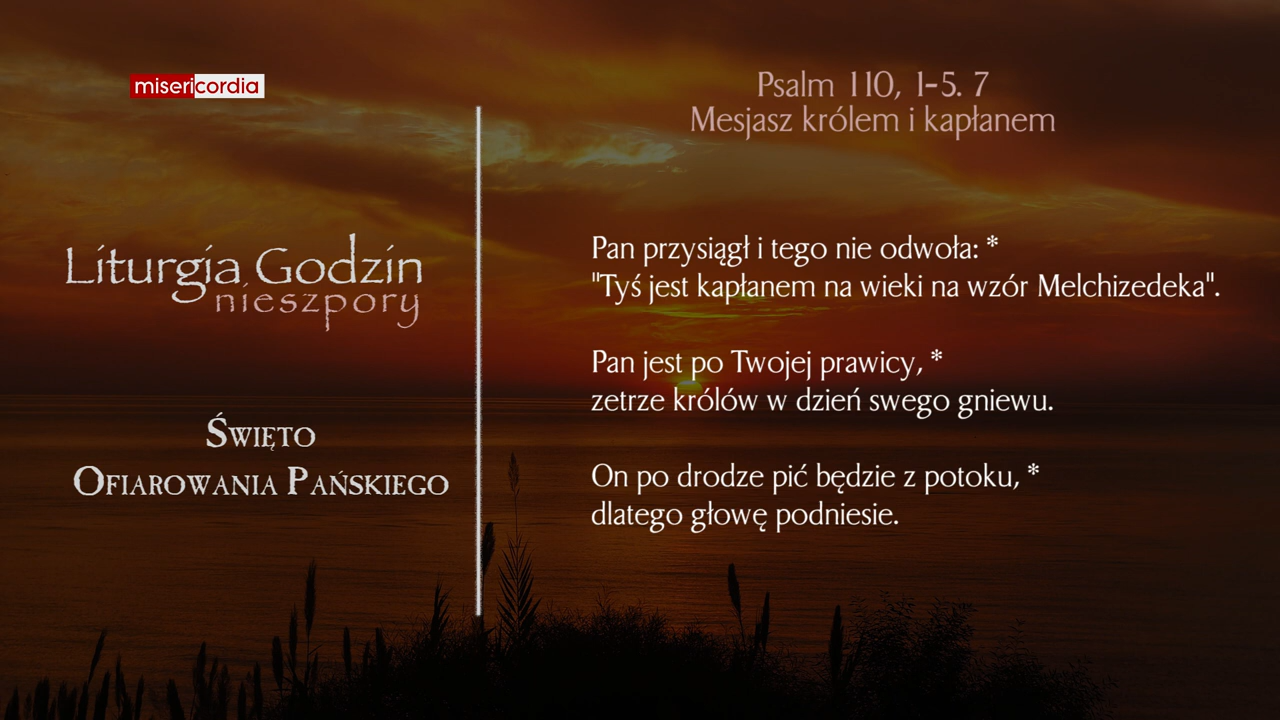 misericordia
Liturgia Godzin
nieszpory
Święto
Ofiarowania Pańskiego
Psalm 110, 1-5. 7
Mesjasz królem i kapłanem
Pan przysiągł i tego nie odwoła: *
"Tyś jest kapłanem na wieki na wzór Melchizedeka".
Pan jest po Twojej prawicy, *
zetrze królów w dzień swego gniewu.
On po drodze pić będzie z potoku, *
dlatego głowę podniesie.